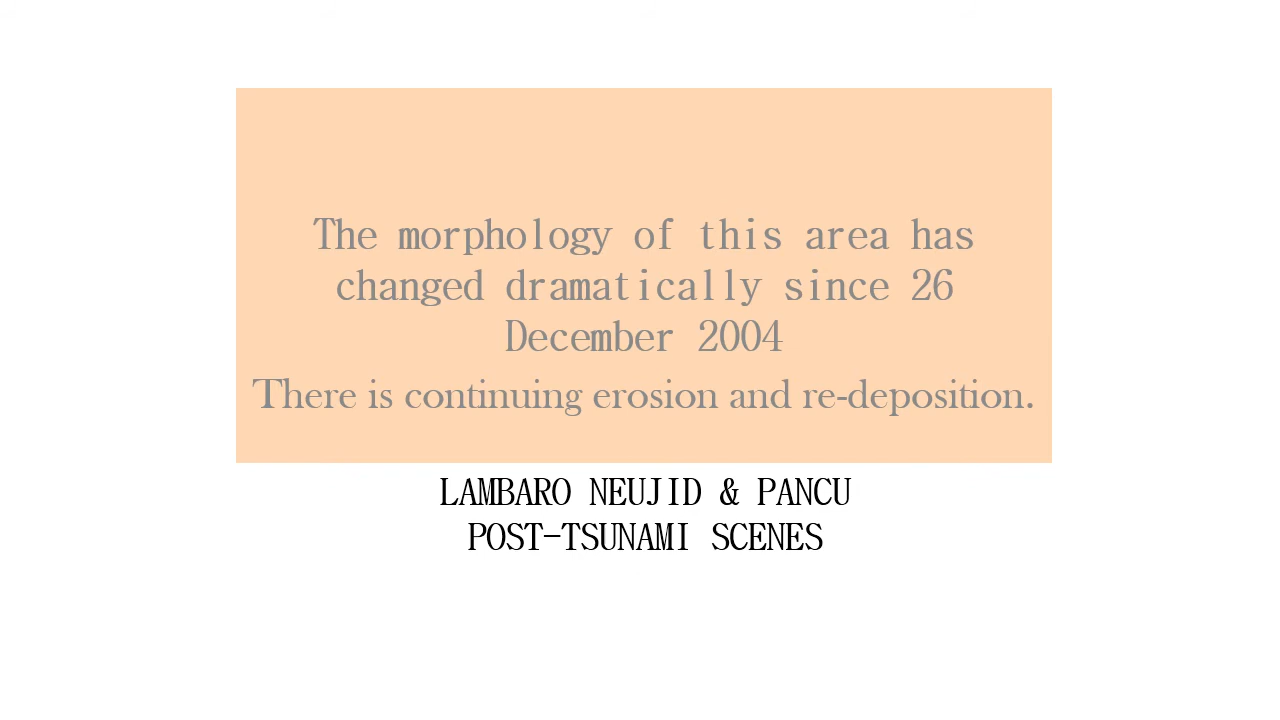 The morphology of this area has
changed dramatically since 26
December 2004
There is continuing erosion and re-deposition.
LAMBARO NEUJID & PANCU
POST-TSUNAMI SCENES